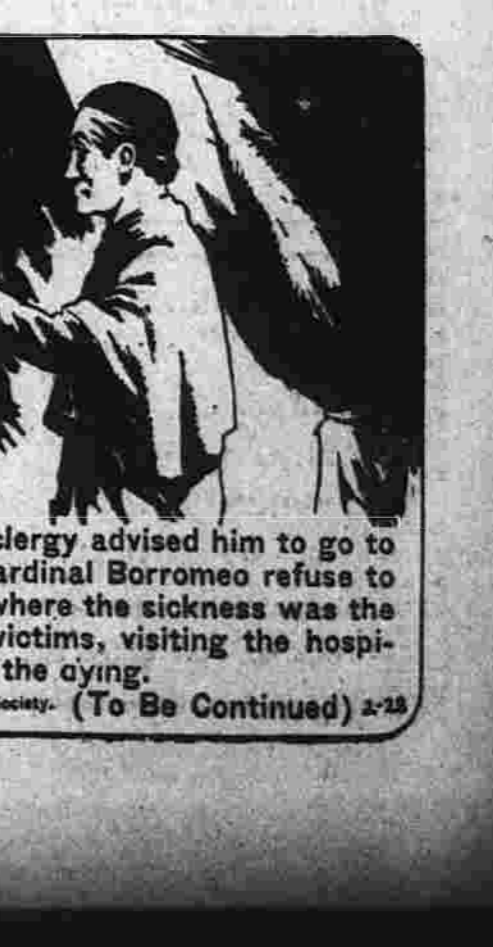 clergy advised him to go to
ardinal Borromeo refuse to
where the sickness was the
victims, visiting the hospi-
the dying.
ociety. (To Be Continued) 2-28